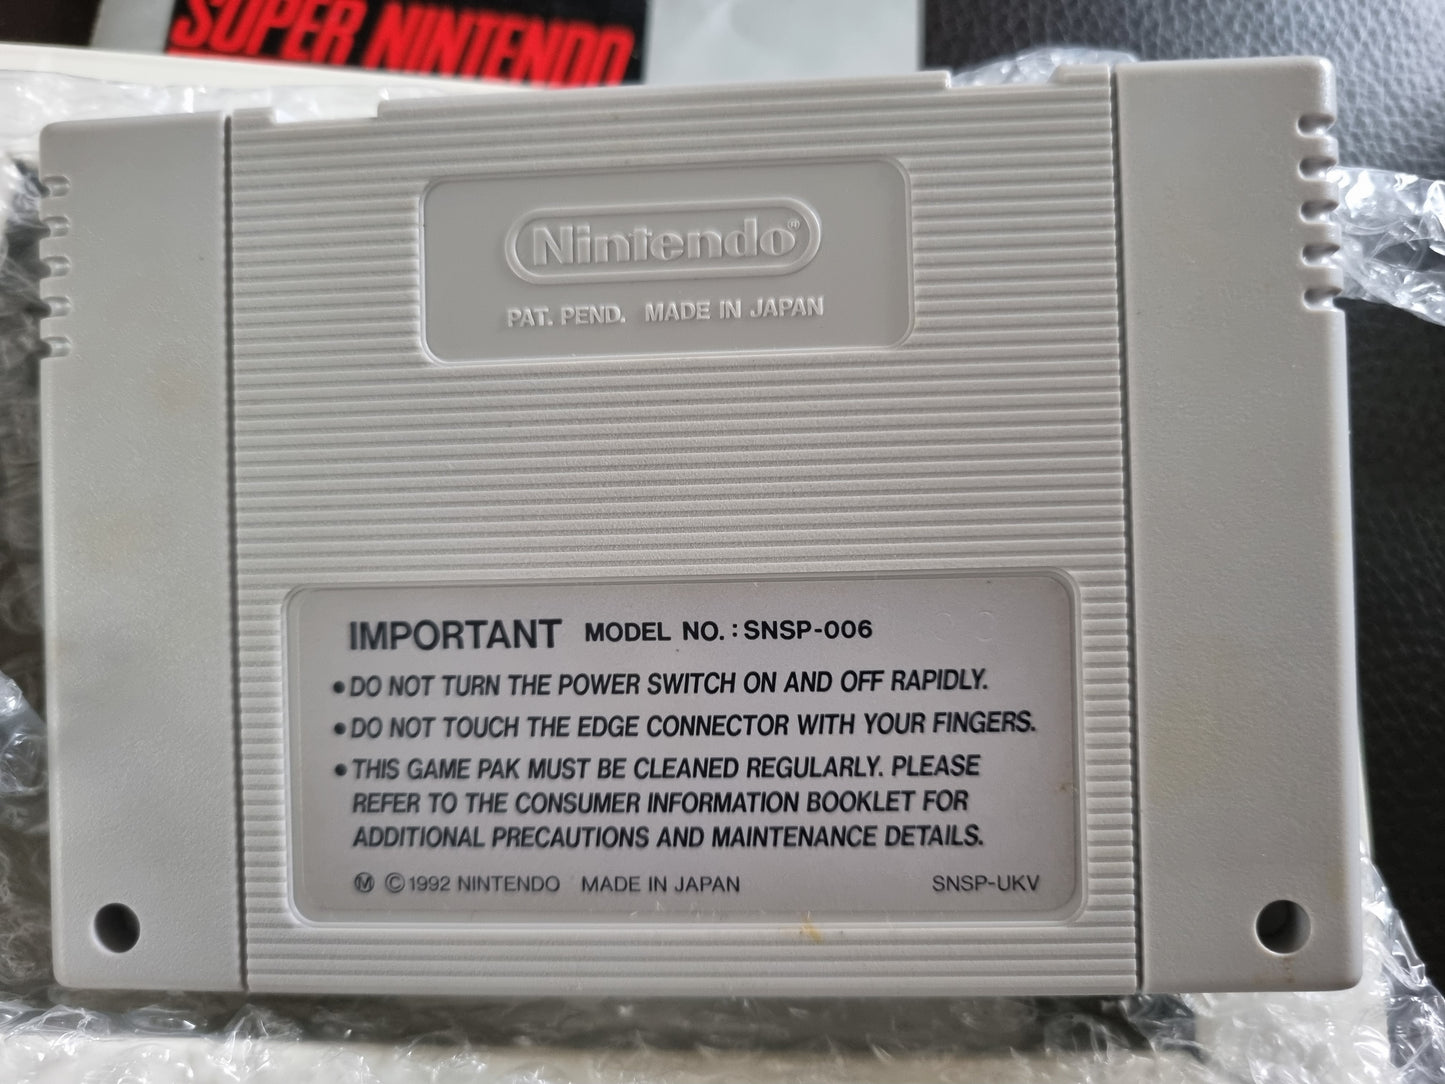 SUPER NINTENDO
Nintendo®
PAT. PEND. MADE IN JAPAN
IMPORTANT MODEL NO.: SNSP-006
•DO NOT TURN THE POWER SWITCH ON AND OFF RAPIDLY.
•DO NOT TOUCH THE EDGE CONNECTOR WITH YOUR FINGERS.
•THIS GAME PAK MUST BE CLEANED REGULARLY. PLEASE
REFER TO THE CONSUMER INFORMATION BOOKLET FOR
ADDITIONAL PRECAUTIONS AND MAINTENANCE DETAILS.
Ⓜ ©1992 NINTENDO MADE IN JAPAN SNSP-UKV